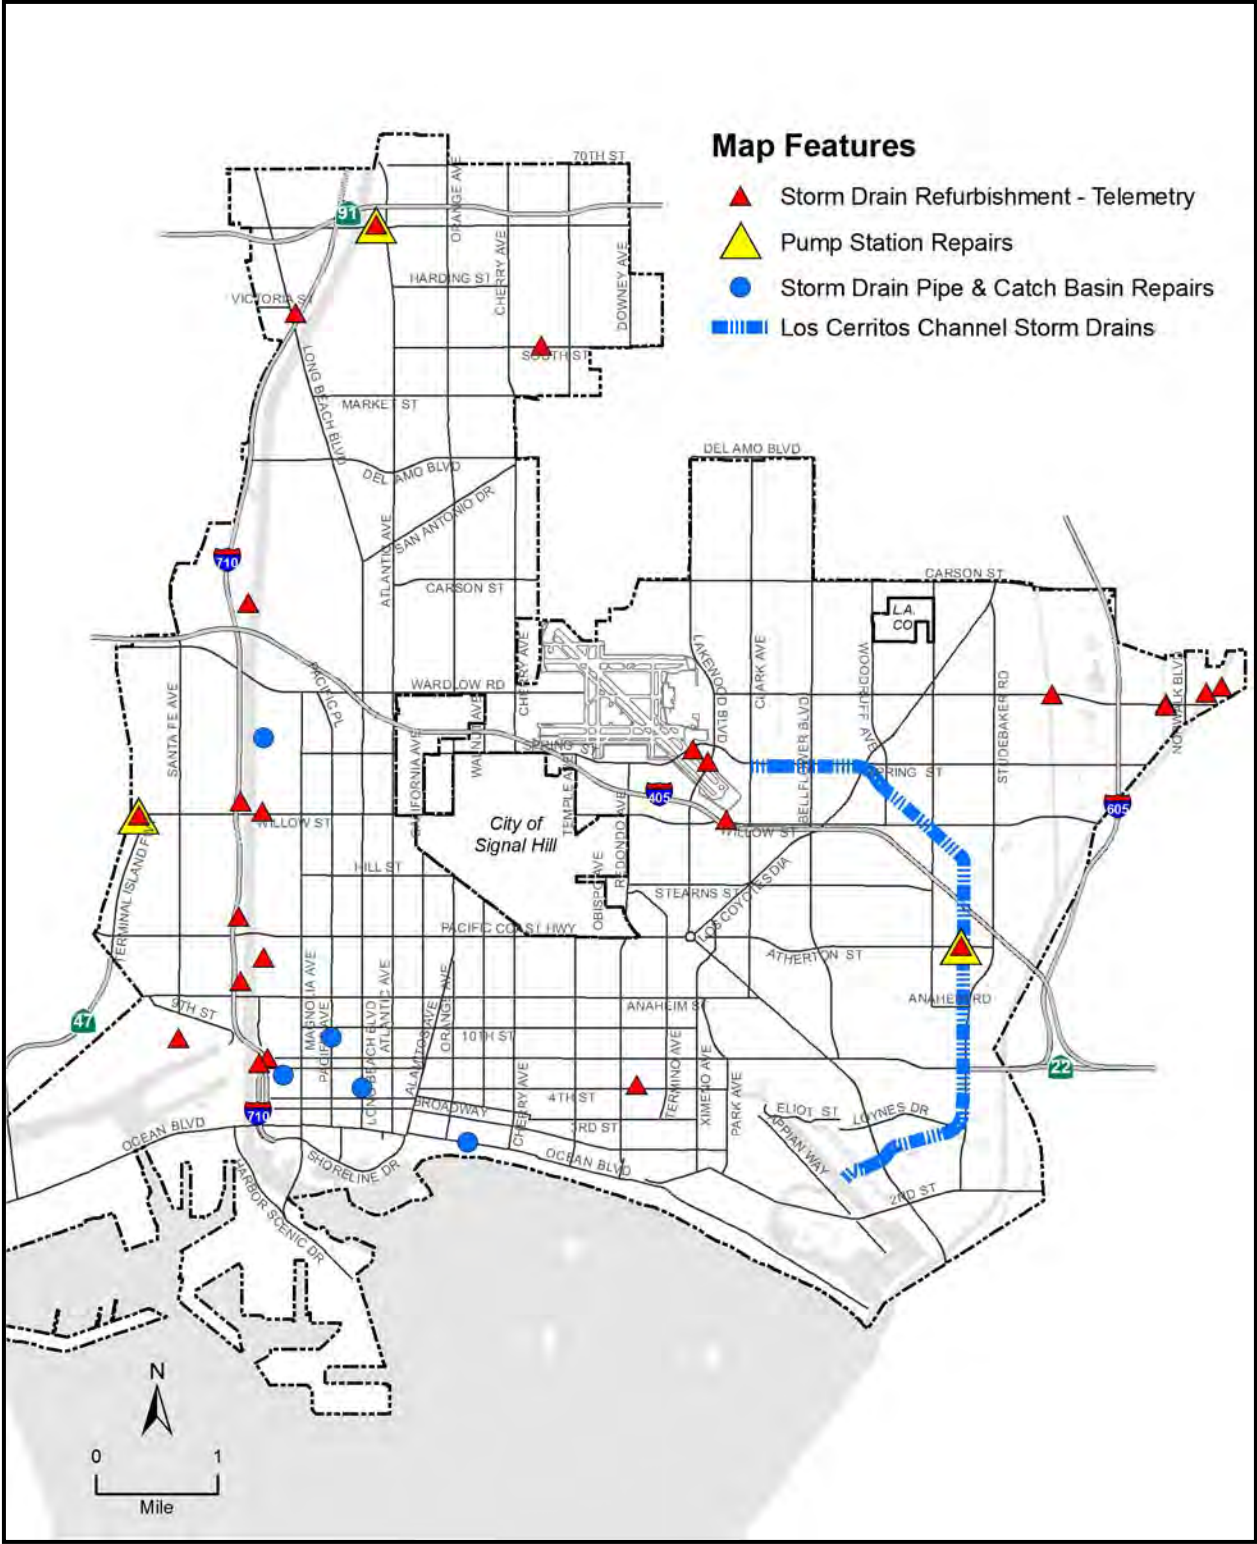 Map Features
Storm Drain Refurbishment - Telemetry
Pump Station Repairs
Storm Drain Pipe & Catch Basin Repairs
Los Cerritos Channel Storm Drains
70TH ST
ORANGE AVE
91
HARDING ST
CHERRY AVE
DOWNEY AVE
VICTORIA ST
SOUTH ST
LONG BEACH BLVD
MARKET ST
DEL AMO BLVD
DEL AMO BLVD
SAN ANTONIO DR
ATLANTIC AVE
710
CARSON ST
CARSON ST
L.A.
CO
PACIFIC PL
WARDLOW RD
CHERRY AVE
LAKEWOOD BLVD
CLARK AVE
WOODRUFF AVE
STUDEBAKER RD
NORWALK BLVD
SANTA FE AVE
CALIFORNIA AVE
SPRING ST
BELLFLOWER BLVD
SPRING ST
TEMPLE AVE
405
605
REDONDO AVE
WILLOW ST
City of
Signal Hill
WILLOW ST
TERMINAL ISLAND FWY
HILL ST
OBISPO AVE
STEARNS ST
LOS COYOTES DIA
PACIFIC COAST HWY
ATHERTON ST
9TH ST
MAGNOLIA AVE
PACIFIC AVE
LONG BEACH BLVD
ATLANTIC AVE
ALAMITOS AVE
ORANGE AVE
ANAHEIM ST
ANAHEIM RD
47
10TH ST
TERMINO AVE
XIMENO AVE
PARK AVE
22
CHERRY AVE
4TH ST
BROADWAY
3RD ST
ELIOT ST
LOYNES DR
APPIAN WAY
710
OCEAN BLVD
SHORELINE DR
OCEAN BLVD
2ND ST
HARBOR SCENIC DR
N
0 1
Mile